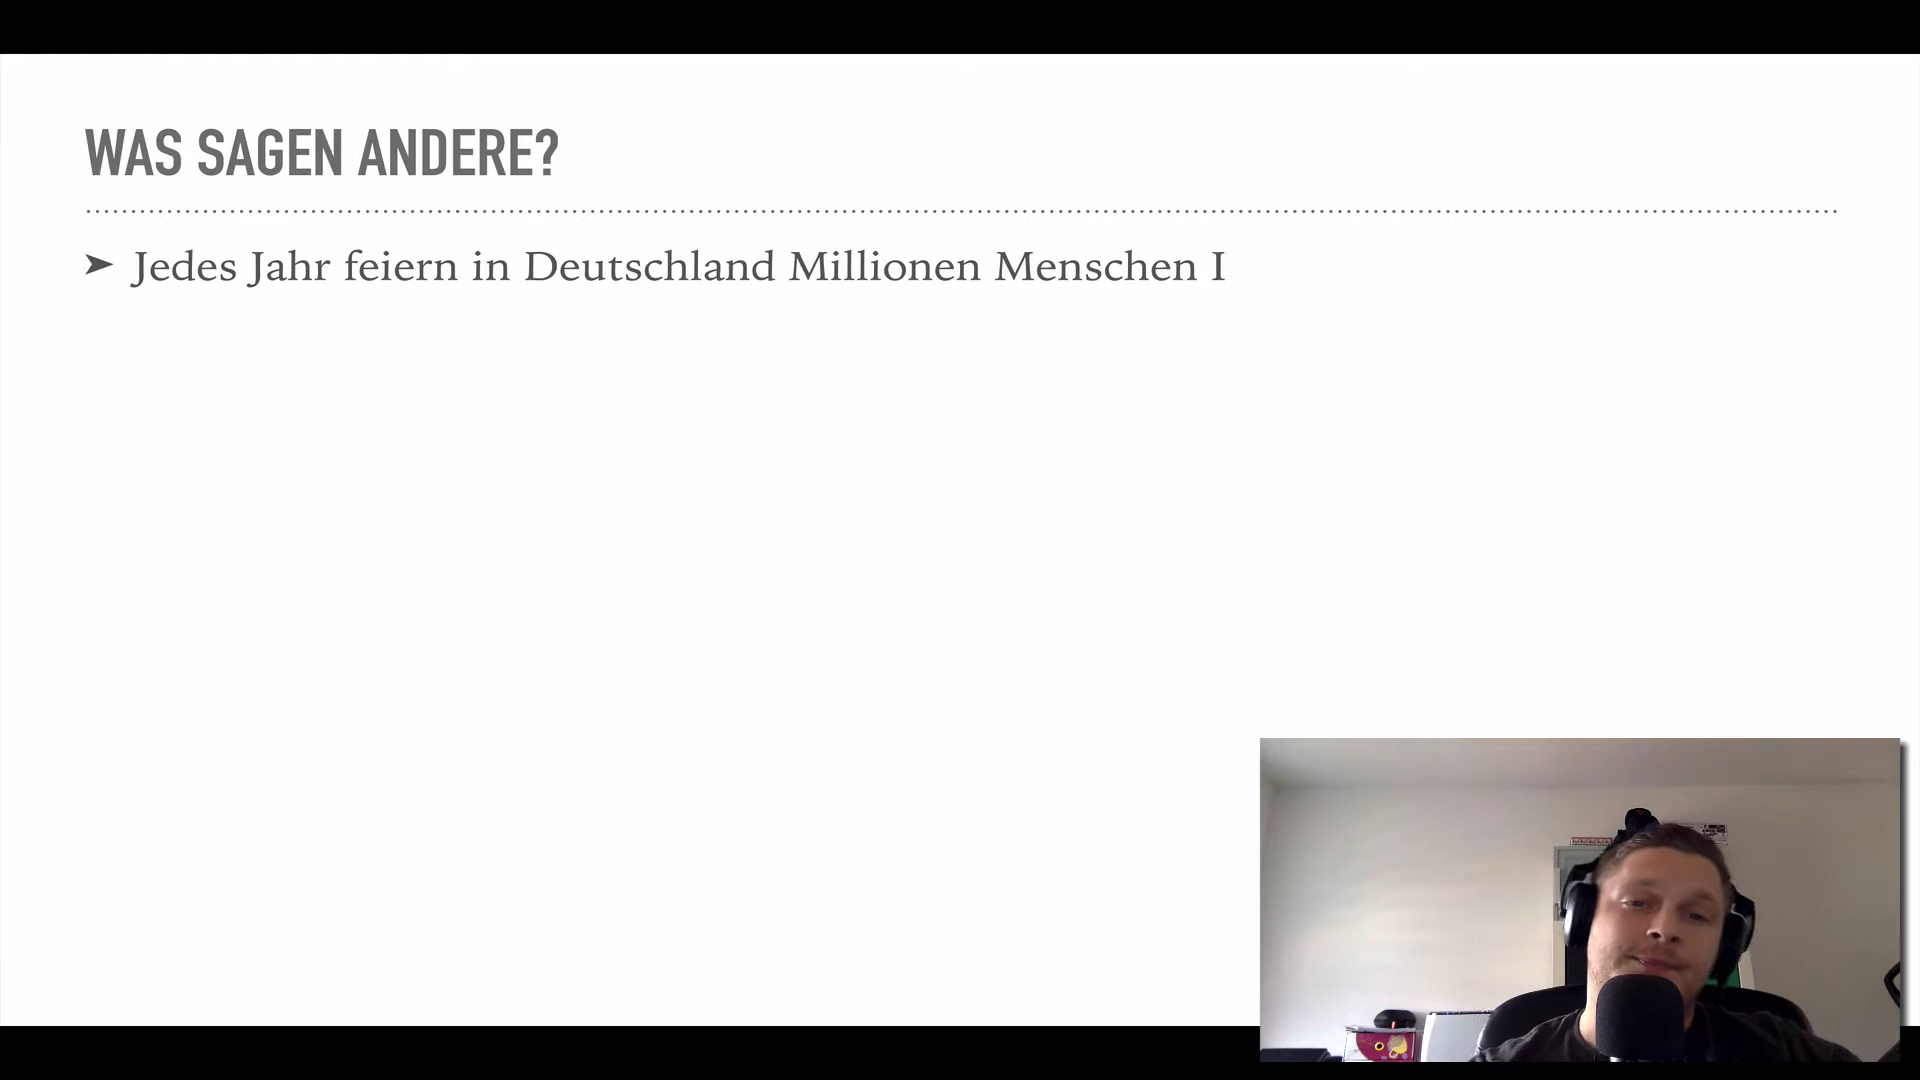 WAS SAGEN ANDERE?
➤ Jedes Jahr feiern in Deutschland Millionen Menschen I